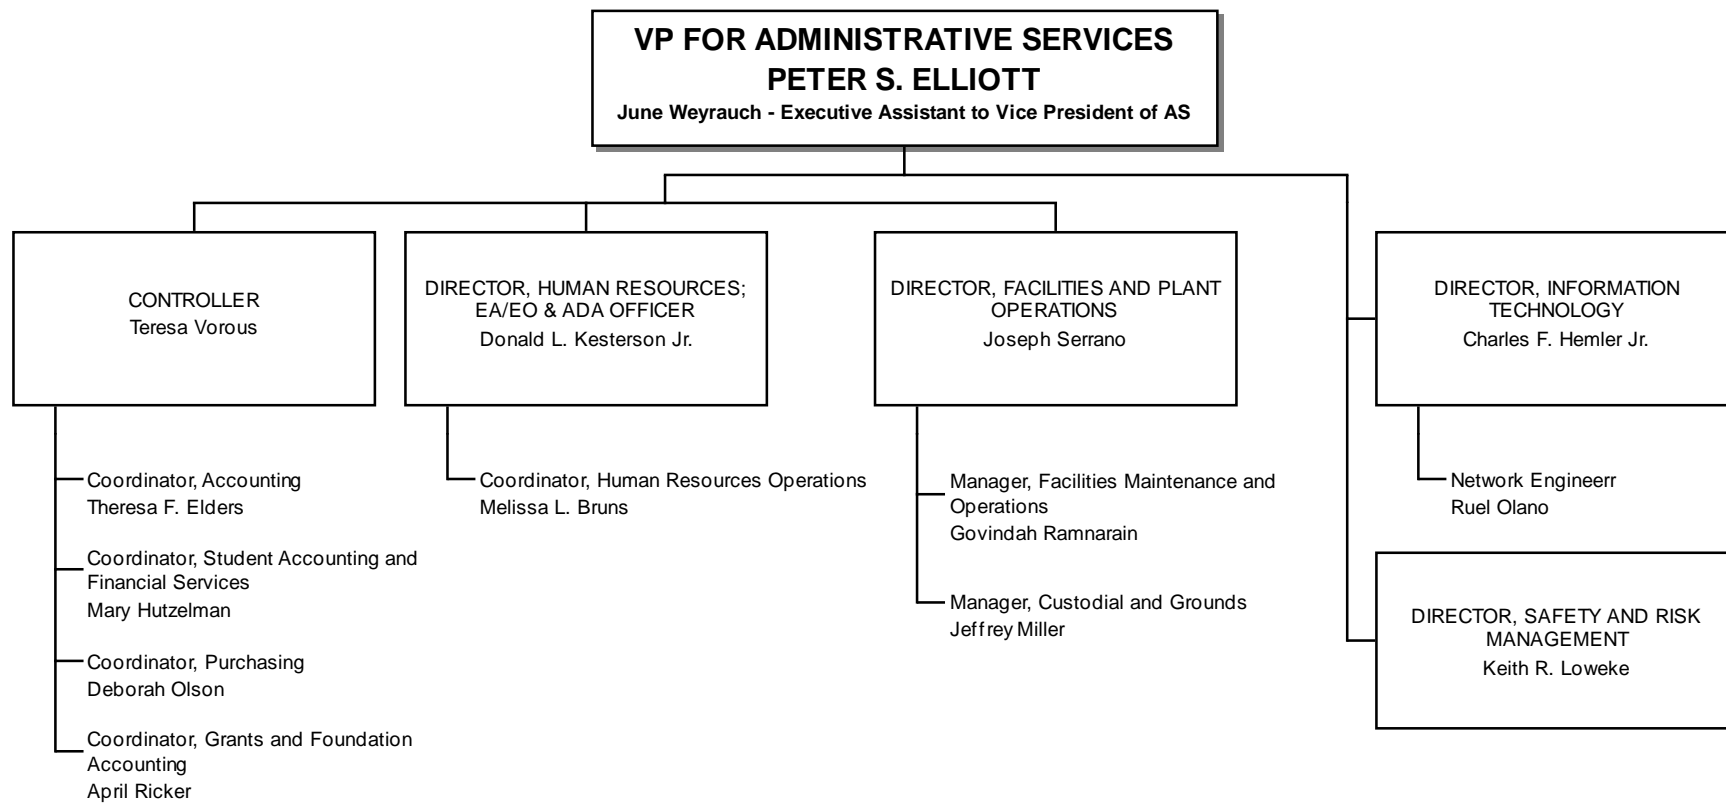 VP FOR ADMINISTRATIVE SERVICES
PETER S. ELLIOTT
June Weyrauch - Executive Assistant to Vice President of AS
CONTROLLER
Teresa Vorous
Coordinator, Accounting
Theresa F. Elders
Coordinator, Student Accounting and
Financial Services
Mary Hutzelman
Coordinator, Purchasing
Deborah Olson
Coordinator, Grants and Foundation
Accounting
April Ricker
DIRECTOR, HUMAN RESOURCES;
EA/EO & ADA OFFICER
Donald L. Kesterson Jr.
Coordinator, Human Resources Operations
Melissa L. Bruns
DIRECTOR, FACILITIES AND PLANT
OPERATIONS
Joseph Serrano
Manager, Facilities Maintenance and
Operations
Govindah Ramnarain
Manager, Custodial and Grounds
Jeffrey Miller
DIRECTOR, INFORMATION
TECHNOLOGY
Charles F. Hemler Jr.
Network Engineerr
Ruel Olano
DIRECTOR, SAFETY AND RISK
MANAGEMENT
Keith R. Loweke